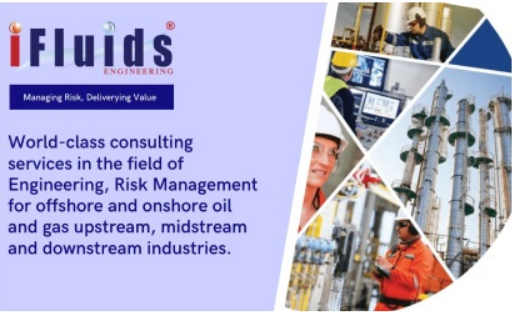 iFluids®
ENGINEERING
Managing Risk, Deliverying Value
World-class consulting
services in the field of
Engineering, Risk Management
for offshore and onshore oil
and gas upstream, midstream
and downstream industries.